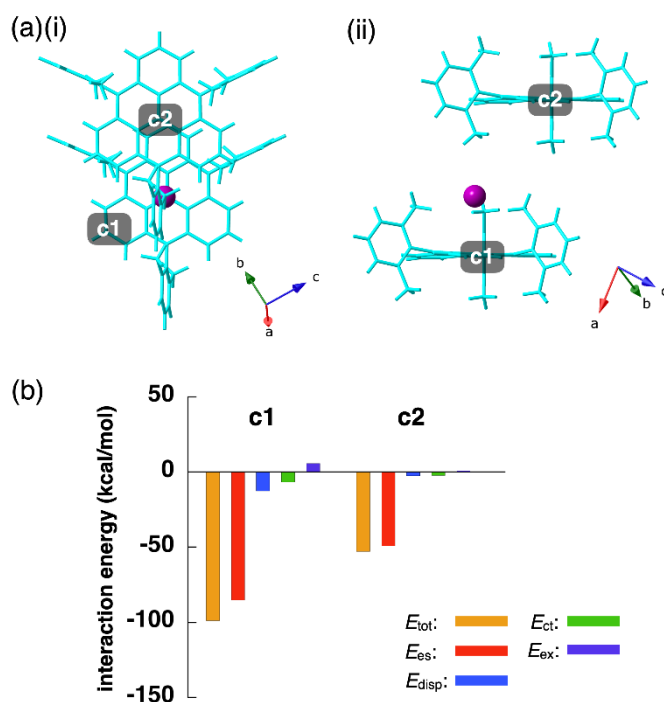 (a)(i)
(ii)
c2
c2
c1
c1
b
c
a
c
b
a
(b)
50
c1
c2
0
-50
-100
-150
interaction energy (kcal/mol)
Etot:
Ect:
Ees:
Eex:
Edisp: